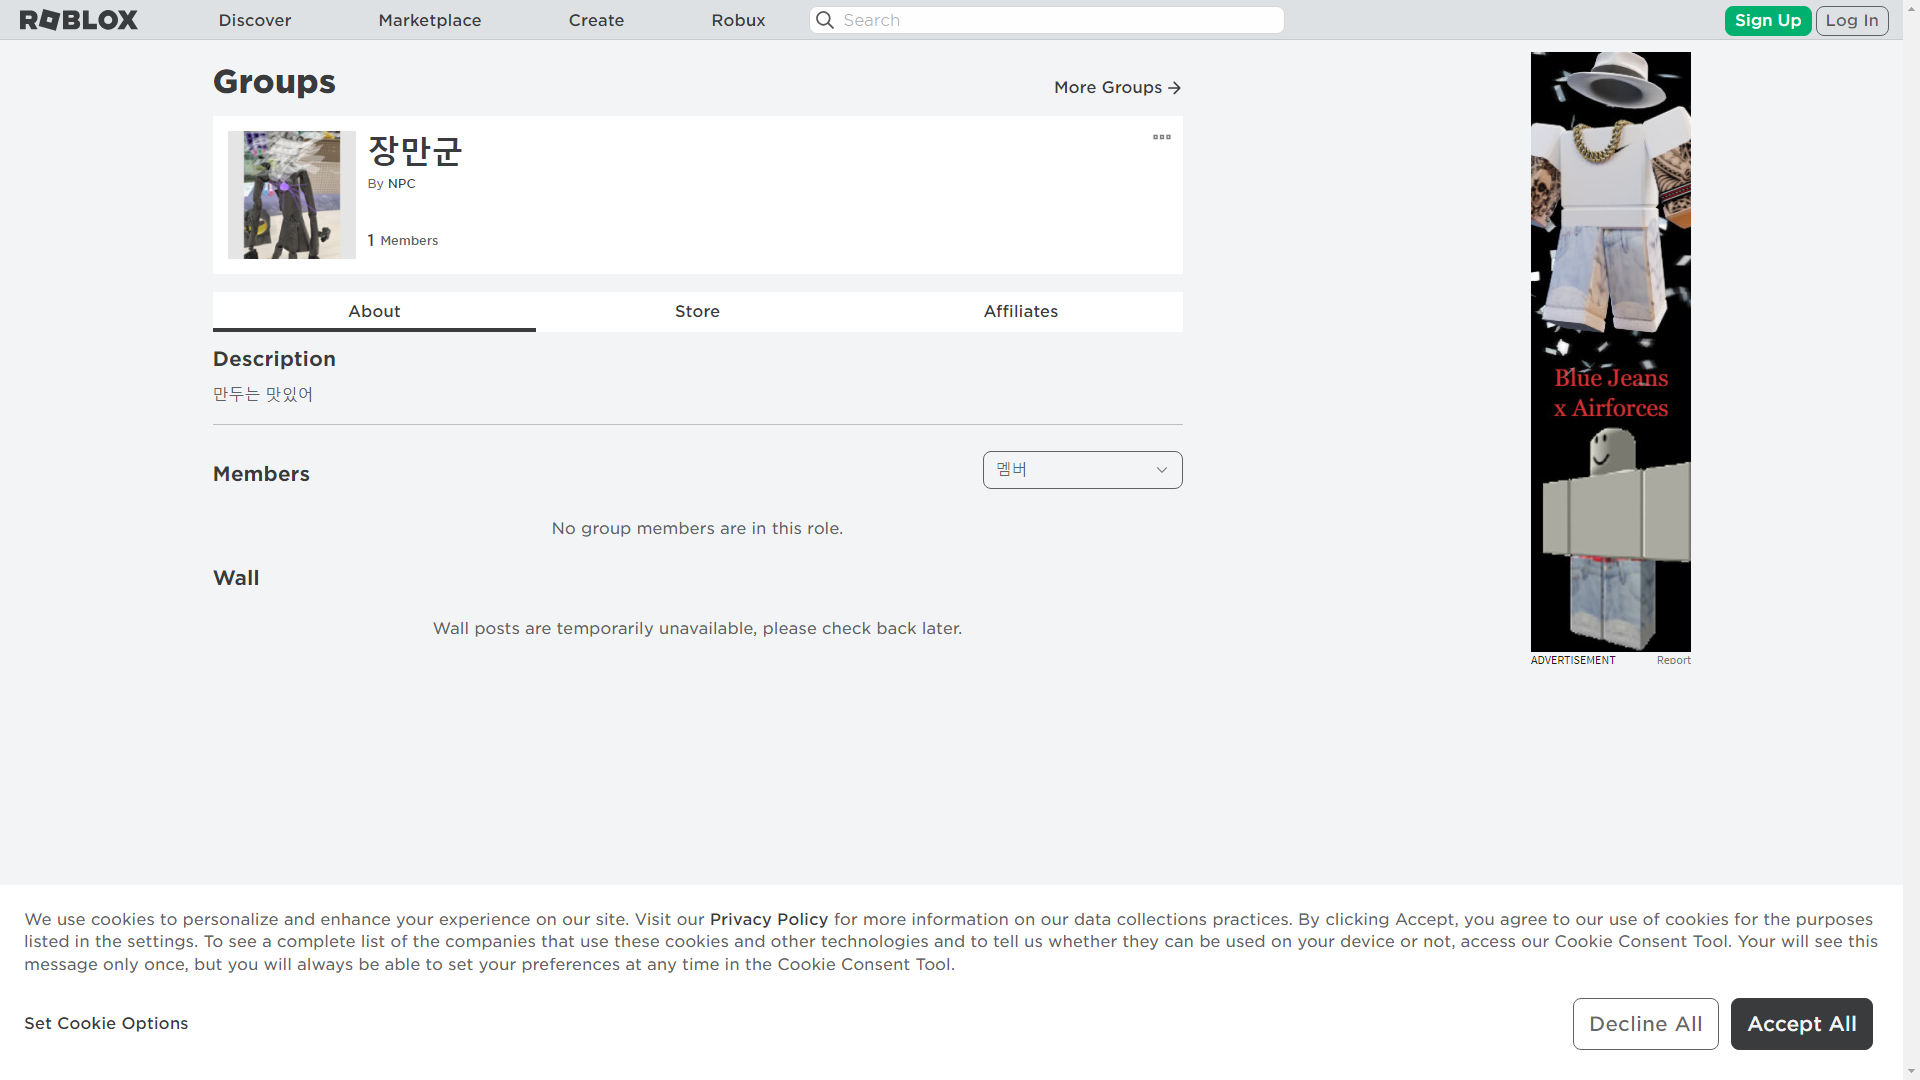 ROBLOX
Discover
Marketplace
Create
Robux
Search
Sign Up
Log In
Groups
More Groups
장만군
By NPC
1 Members
About
Store
Affiliates
Description
만두는 맛있어
Members
멤버
No group members are in this role.
Wall
Wall posts are temporarily unavailable, please check back later.
Blue Jeans
x Airforces
ADVERTISEMENT
Report
We use cookies to personalize and enhance your experience on our site. Visit our Privacy Policy for more information on our data collections practices. By clicking Accept, you agree to our use of cookies for the purposes
listed in the settings. To see a complete list of the companies that use these cookies and other technologies and to tell us whether they can be used on your device or not, access our Cookie Consent Tool. Your will see this
message only once, but you will always be able to set your preferences at any time in the Cookie Consent Tool.
Set Cookie Options
Decline All
Accept All